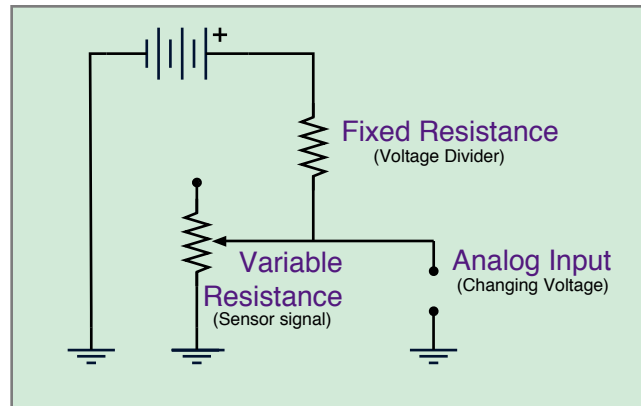 +
Fixed Resistance
(Voltage Divider)
Variable
Resistance
(Sensor signal)
Analog Input
(Changing Voltage)